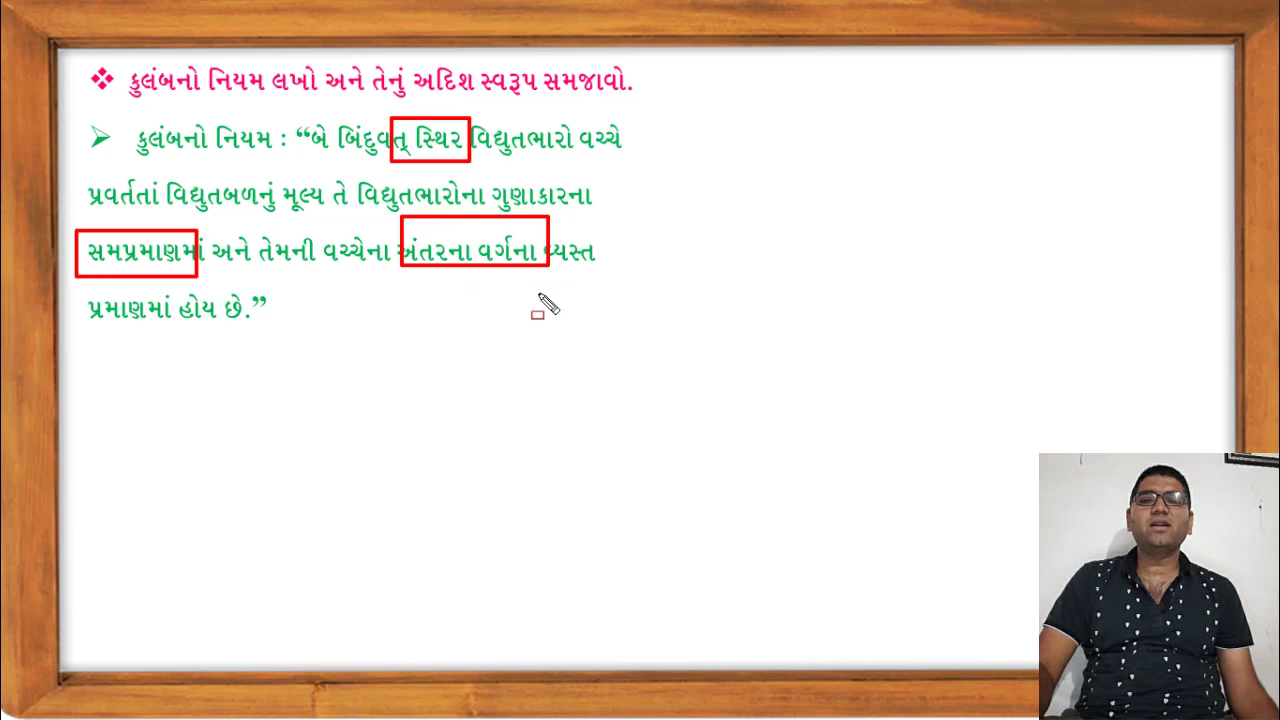 ❖ કુલંબનો નિયમ લખો અને તેનું અદિશ સ્વરૂપ સમજાવો.
➢ કુલંબનો નિયમ : “બે બિંદુવત્ સ્થિર વિદ્યુતભારો વચ્ચે
પ્રવર્તતાં વિદ્યુતબળનું મૂલ્ય તે વિદ્યુતભારોના ગુણાકારના
સમપ્રમાણમાં અને તેમની વચ્ચેના અંતરના વર્ગના વ્યસ્ત
પ્રમાણમાં હોય છે.”